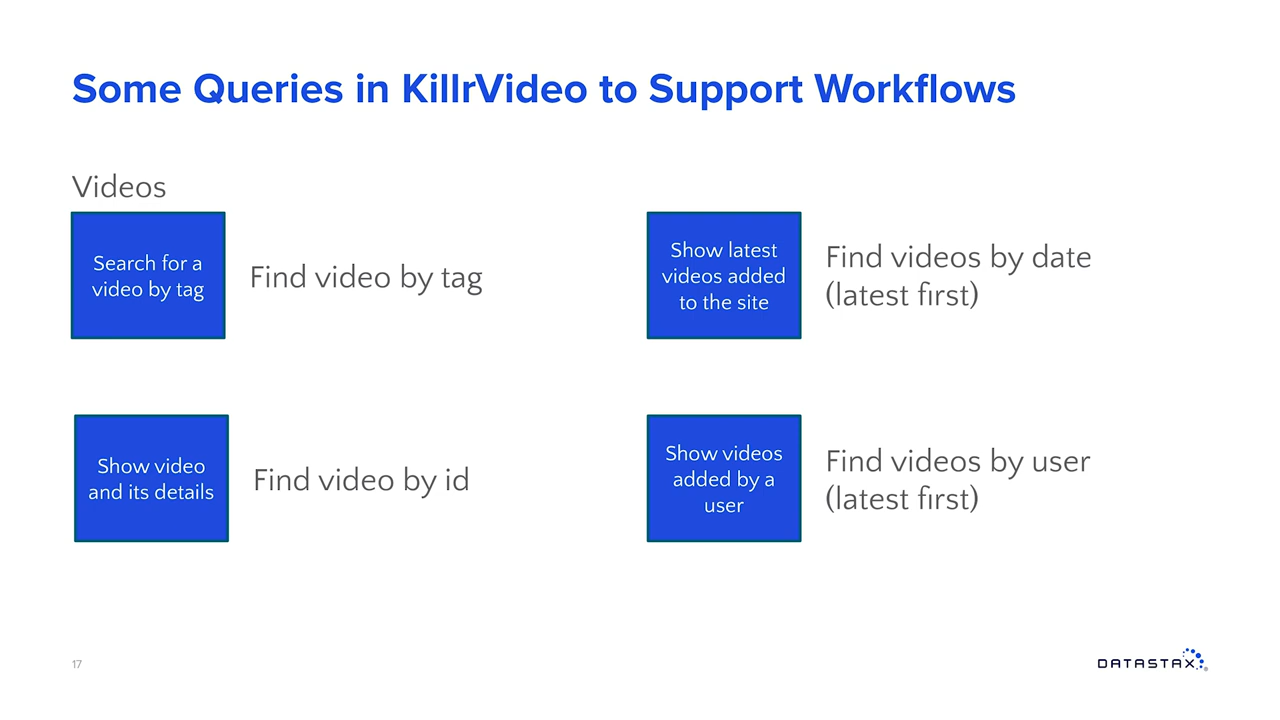 Some Queries in KillrVideo to Support Workflows
Videos
Search for a
video by tag
Find video by tag
Show latest
videos added
to the site
Find videos by date
(latest first)
Show video
and its details
Find video by id
Show videos
added by a
user
Find videos by user
(latest first)
17
DATASTAX